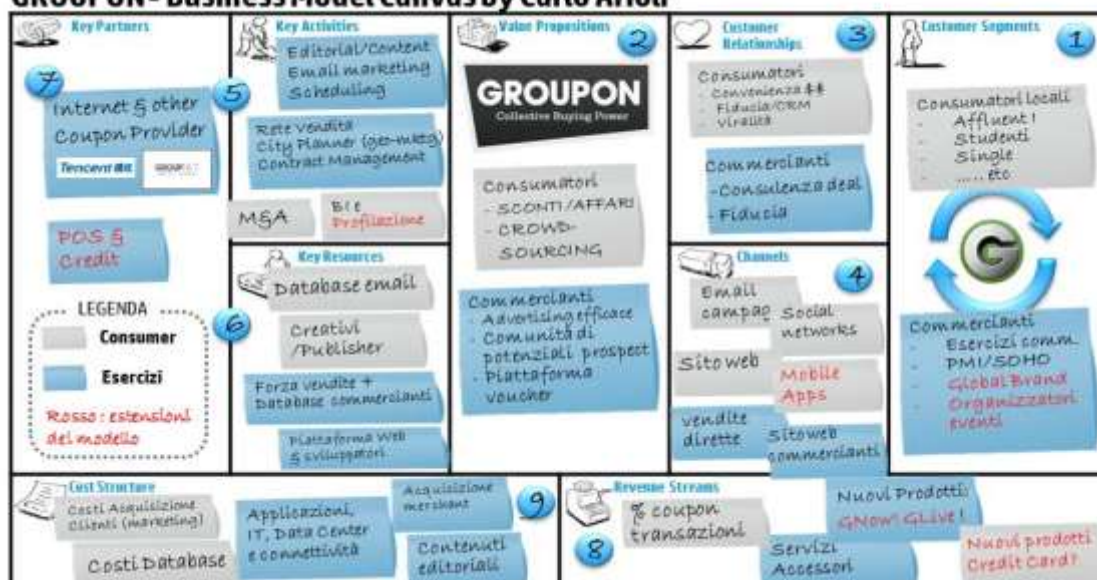 GROUPON - Business Model Canvas by Carlo Arioli
Key Partners
7
Internet & other
Coupon Provider
Tencent
POS &
Credit
LEGENDA
Consumer
Esercizi
Rosso: estensioni
del modello
Key Activities
5
Editorial/Content
Email marketing
Scheduling
Rete vendita
City Planner (geo-mktg)
Contract Management
M&A
BI e
Profilazione
Key Resources
6
Database email
Creativi
/Publisher
Forza vendite +
Database commercianti
Piattaforma Web
& sviluppatori
Value Propositions
2
GROUPON
Collective Buying Power
Consumatori
- SCONTI/AFFARI
- CROWD-
SOURCING
Commercianti
- Advertising efficace
- Comunità di
potenziali prospect
- Piattaforma
voucher
Customer
Relationships
3
Consumatori
- Convenienza $$
- Fiducia/CRM
- Viralità
Commercianti
- Consulenza deal
- Fiducia
Channels
4
Email
campag
Social
networks
Sito web
Mobile
Apps
vendite
dirette
Sitoweb
commercianti
Customer Segments
1
Consumatori locali
- Affluent!
- Studenti
- Single
- ..... etc
G
Commercianti
- Esercizi comm.
- PMI/SOHO
- Global Brand
- Organizzatori
eventi
Cost Structure
9
Costi Acquisizione
Clienti (marketing)
Costi Database
Applicazioni,
IT, Data Center
e connettività
Acquisizione
merchant
Contenuti
editoriali
Revenue Streams
8
% coupon
transazioni
Servizi
Accessori
Nuovi Prodotti:
GNow! GLive!
Nuovi prodotti
Credit Card?